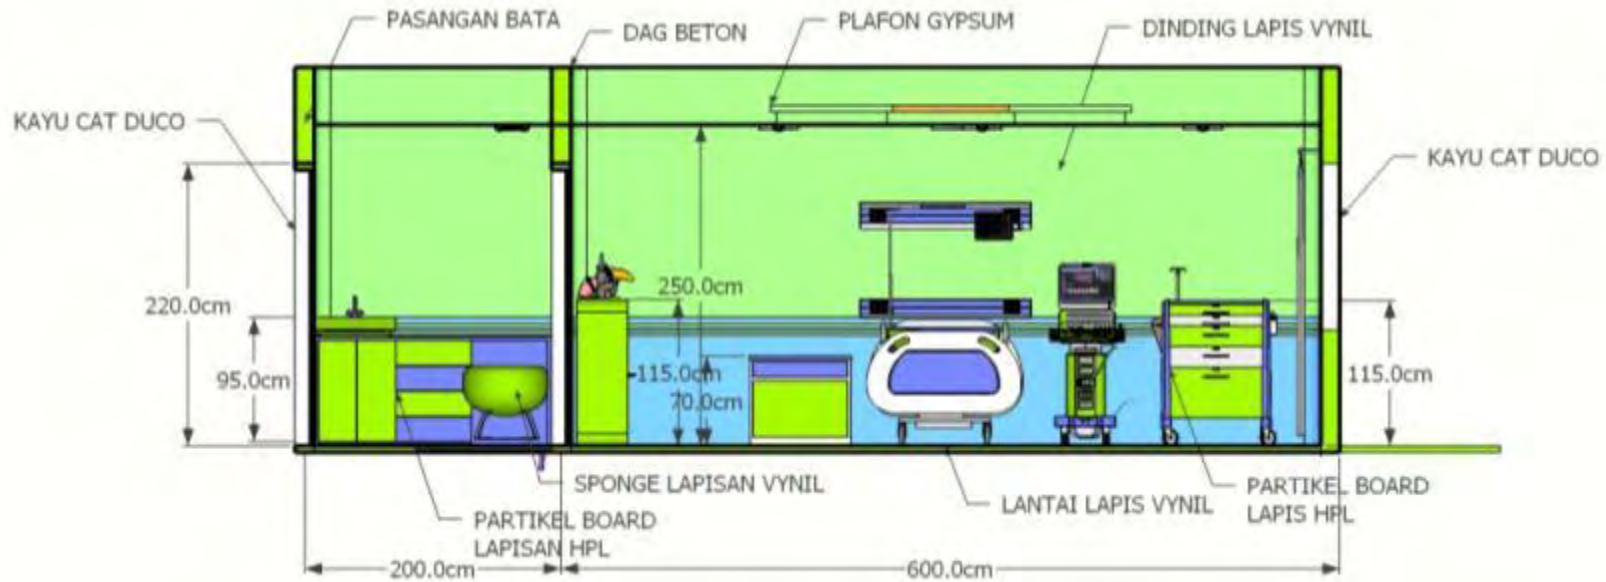 PASANGAN BATA
DAG BETON
PLAFON GYPSUM
DINDING LAPIS VYNIL
KAYU CAT DUCO
KAYU CAT DUCO
220.0cm
250.0cm
95.0cm
115.0cm
70.0cm
115.0cm
SPONGE LAPISAN VYNIL
PARTIKEL BOARD
LAPISAN HPL
LANTAI LAPIS VYNIL
PARTIKEL BOARD
LAPIS HPL
200.0cm
600.0cm